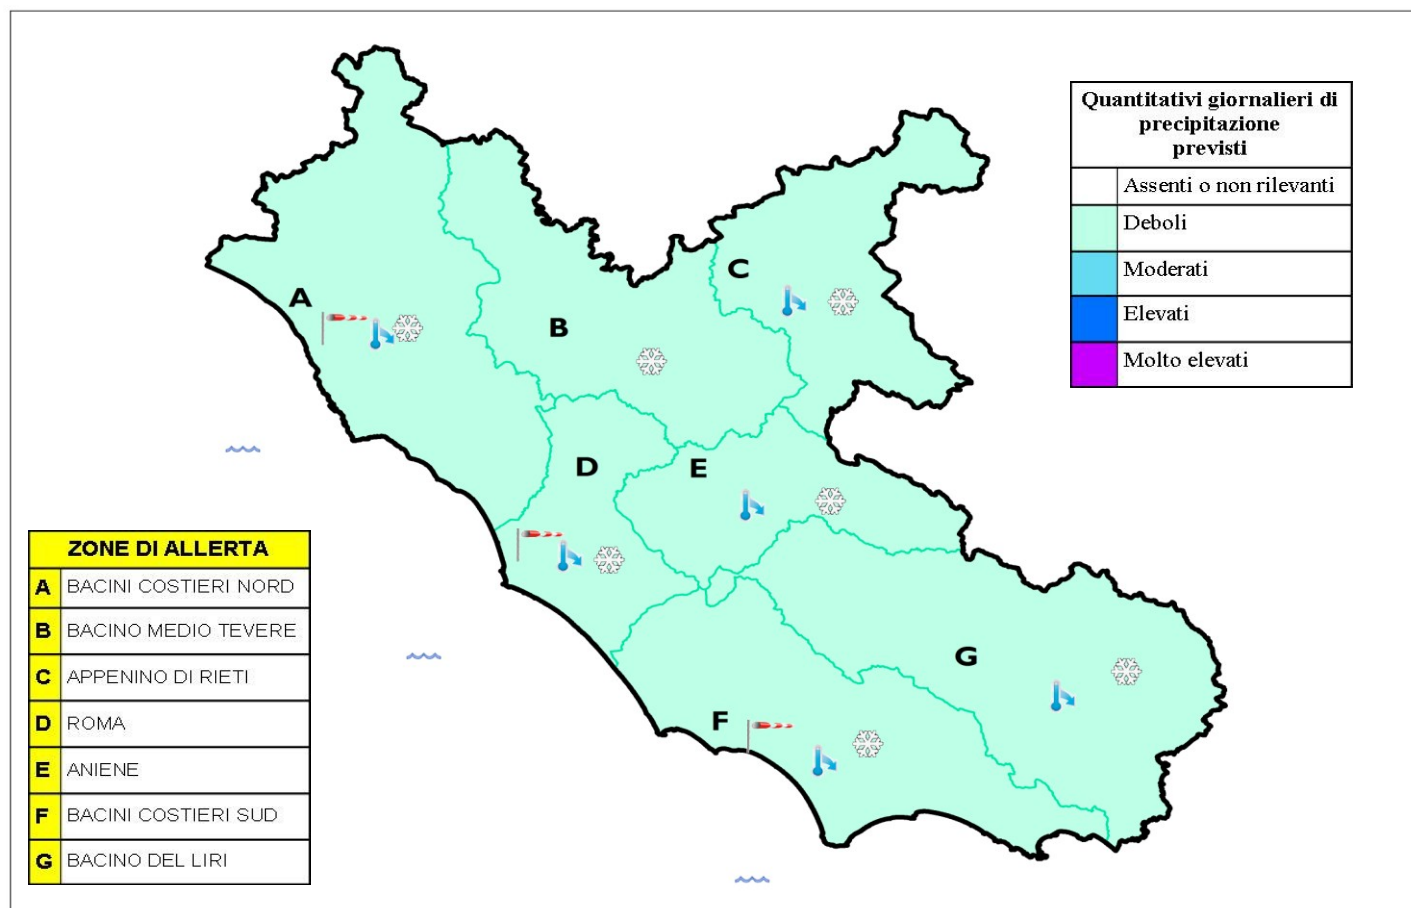 Quantitativi giornalieri di
precipitazione
previsti
Assenti o non rilevanti
Deboli
Moderati
Elevati
Molto elevati
A
B
C
D
E
F
G
ZONE DI ALLERTA
A BACINI COSTIERI NORD
B BACINO MEDIO TEVERE
C APPENINO DI RIETI
D ROMA
E ANIENE
F BACINI COSTIERI SUD
G BACINO DEL LIRI